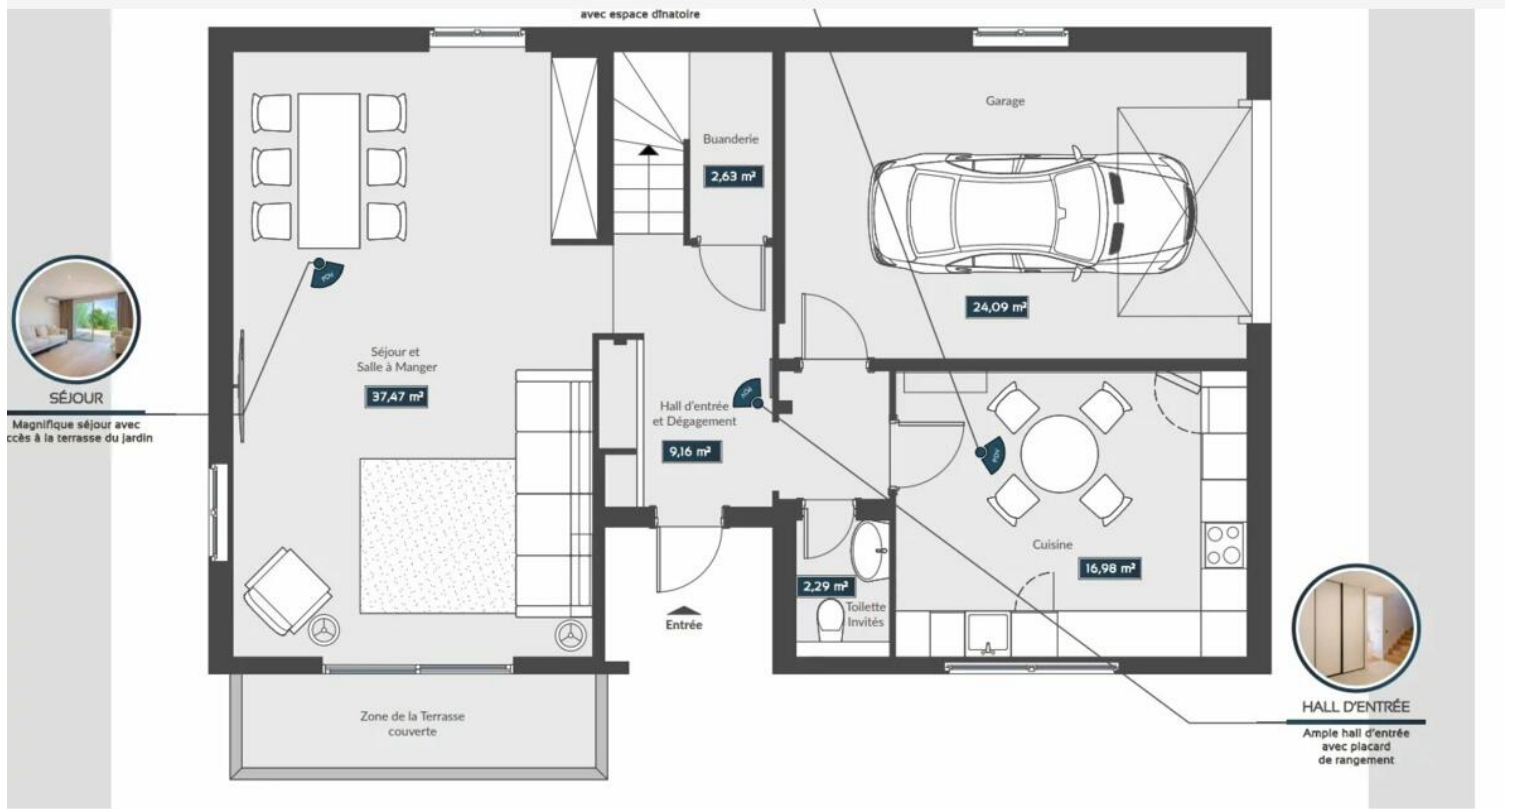 avec espace dînatoire
Garage
Buanderie
2,63 m²
24,09 m²
PDV
SÉJOUR
Magnifique séjour avec
ccès à la terrasse du jardin
Séjour et
Salle à Manger
37,47 m²
PDV
Hall d'entrée
et Dégagement
9,16 m²
PDV
Cuisine
16,98 m²
2,29 m²
Toilette
Invités
Entrée
HALL D'ENTRÉE
Ample hall d'entrée
avec placard
de rangement
Zone de la Terrasse
couverte